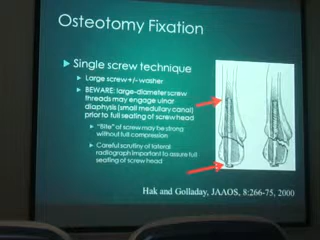 Osteotomy Fixation
Single screw technique
Large screw +/- washer
BEWARE: large-diameter screw
threads may engage ulnar
diaphysis (small medullary canal)
prior to full seating of screw head
"Bite" of screw may be strong
without full compression
Careful scrutiny of lateral
radiograph important to assure full
seating of screw head
Hak and Golladay, JAAOS, 8:266-75, 2000